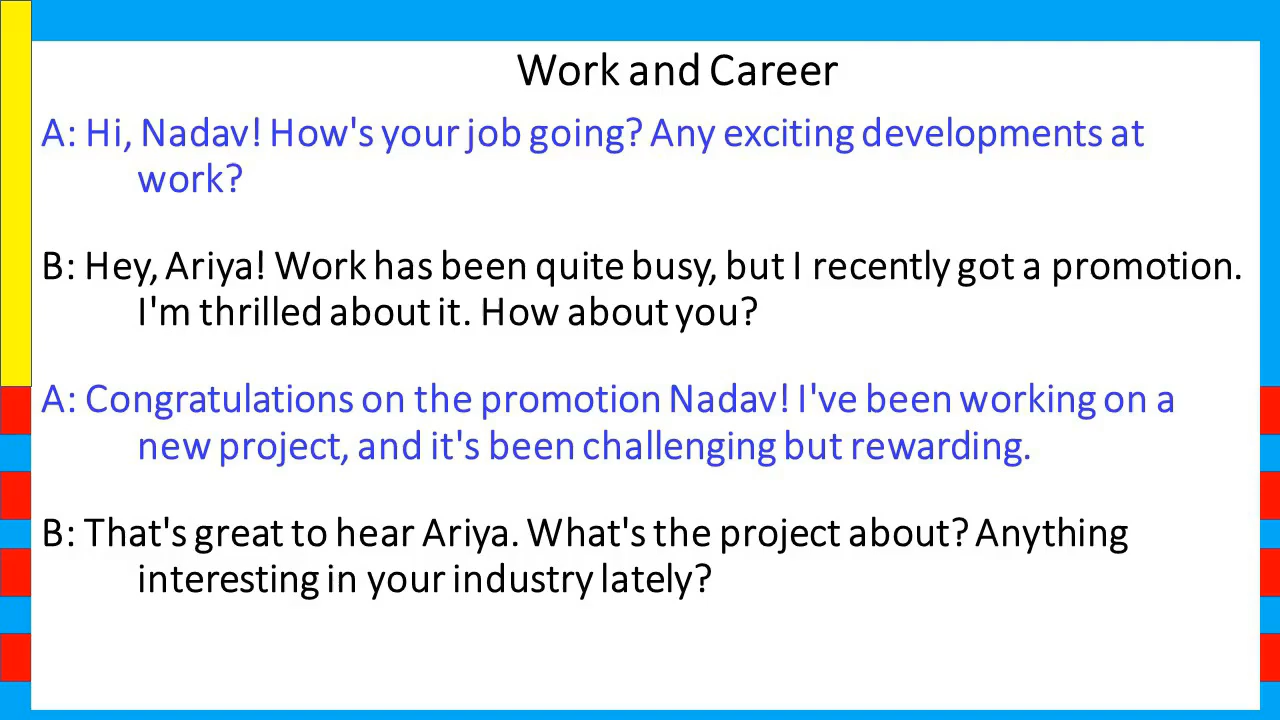 Work and Career
A: Hi, Nadav! How's your job going? Any exciting developments at
work?
B: Hey, Ariya! Work has been quite busy, but I recently got a promotion.
I'm thrilled about it. How about you?
A: Congratulations on the promotion Nadav! I've been working on a
new project, and it's been challenging but rewarding.
B: That's great to hear Ariya. What's the project about? Anything
interesting in your industry lately?